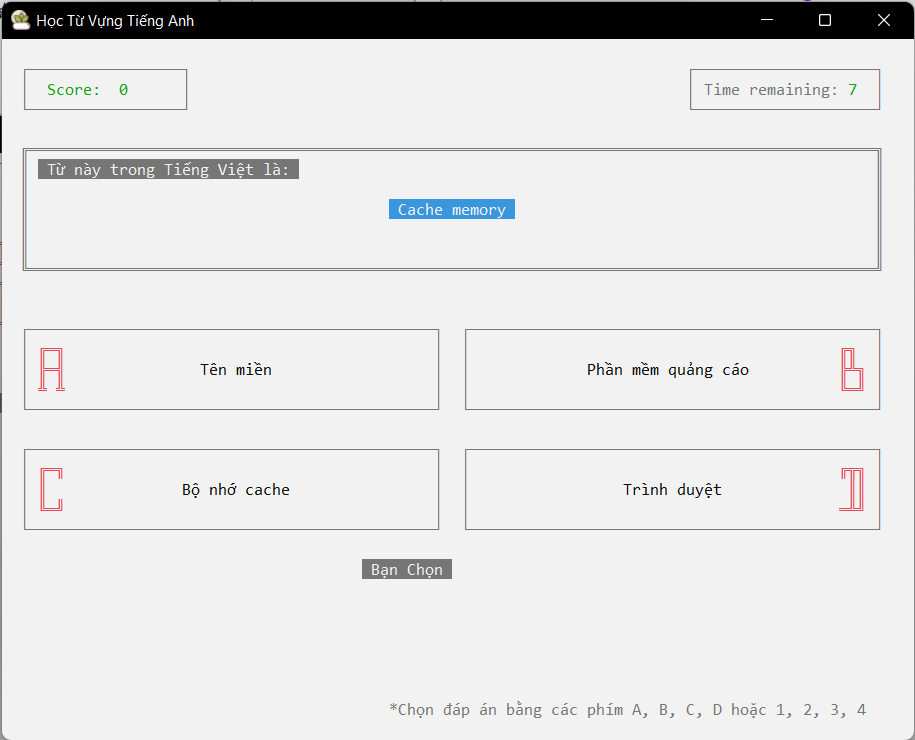 Học Từ Vựng Tiếng Anh
Score: 0
Time remaining: 7
Từ này trong Tiếng Việt là:
Cache memory
A
Tên miền
Phần mềm quảng cáo
B
C
Bộ nhớ cache
Trình duyệt
D
Bạn Chọn
*Chọn đáp án bằng các phím A, B, C, D hoặc 1, 2, 3, 4